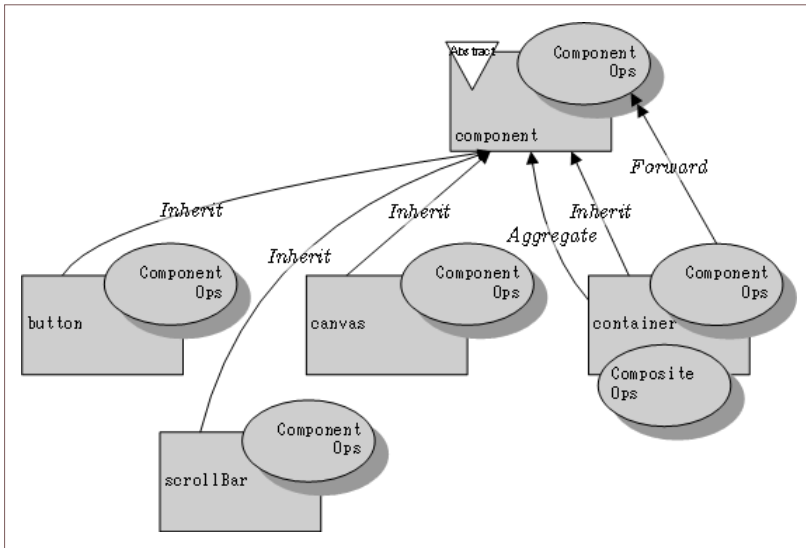 Abstract
Component
Ops
component
Forward
Inherit
Inherit
Inherit
Aggregate
Inherit
Component
Ops
button
Component
Ops
canvas
Component
Ops
container
Composite
Ops
Component
Ops
scrollBar